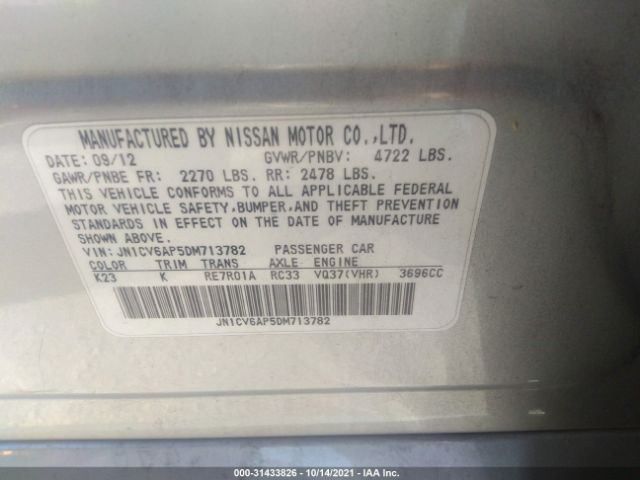 MANUFACTURED BY NISSAN MOTOR CO.,LTD.
DATE: 09/12 GVWR/PNBV: 4722 LBS.
GAWR/PNBE FR: 2270 LBS. RR: 2478 LBS.
THIS VEHICLE CONFORMS TO ALL APPLICABLE FEDERAL
MOTOR VEHICLE SAFETY,BUMPER,AND THEFT PREVENTION
STANDARDS IN EFFECT ON THE DATE OF MANUFACTURE
SHOWN ABOVE.
VIN: JN1CV6AP5DM713782 PASSENGER CAR
COLOR TRIM TRANS AXLE ENGINE
K23 K RE7R01A RC33 VQ37(VHR) 3696CC
JN1CV6AP5DM713782
000-31433826 - 10/14/2021 - IAA Inc.